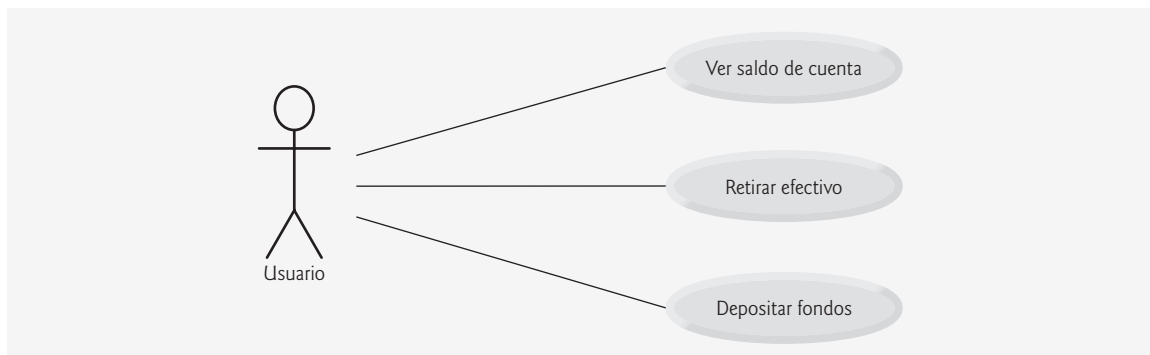 Ver saldo de cuenta
Retirar efectivo
Usuario
Depositar fondos